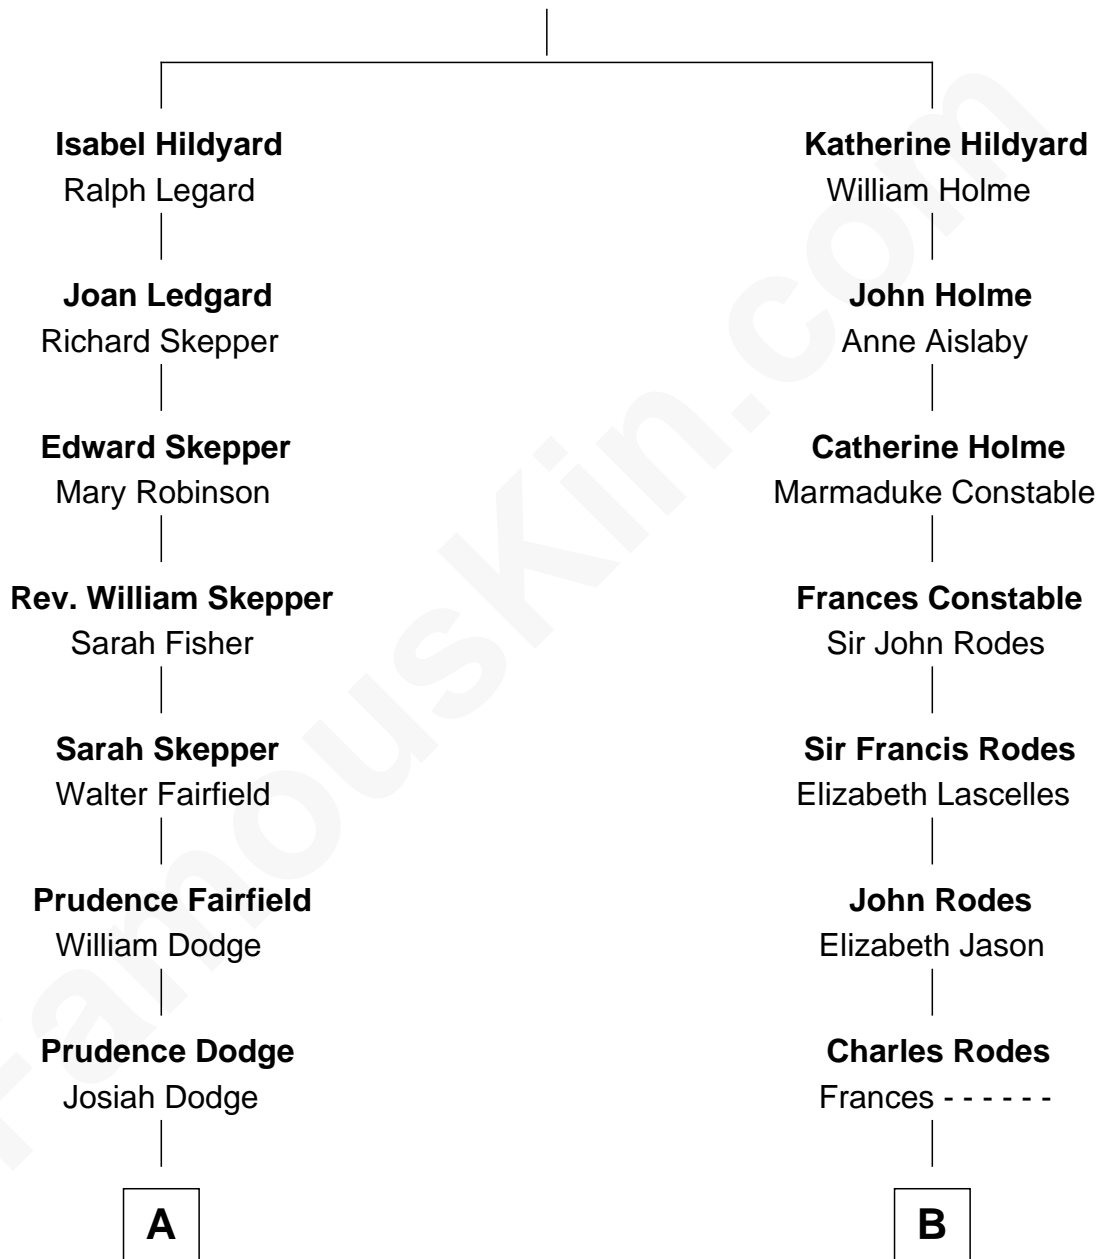 Isabel Hildyard
Ralph Legard
Joan Ledgard
Richard Skepper
Edward Skepper
Mary Robinson
Rev. William Skepper
Sarah Fisher
Sarah Skepper
Walter Fairfield
Prudence Fairfield
William Dodge
Prudence Dodge
Josiah Dodge
A
Katherine Hildyard
William Holme
John Holme
Anne Aislaby
Catherine Holme
Marmaduke Constable
Frances Constable
Sir John Rodes
Sir Francis Rodes
Elizabeth Lascelles
John Rodes
Elizabeth Jason
Charles Rodes
Frances - - - - - -
B
FamousKin.com